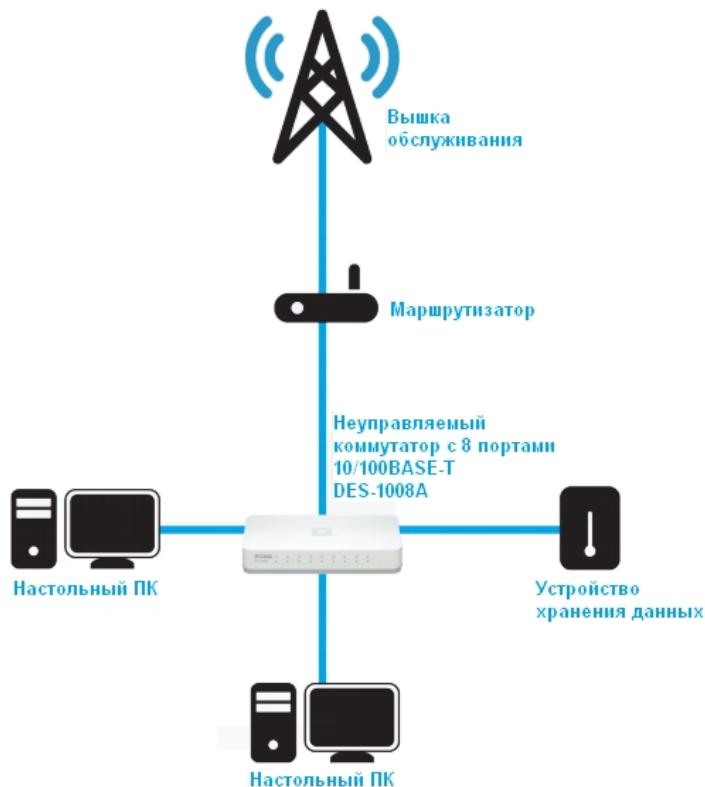 Вышка
обслуживания
Маршрутизатор
Неуправляемый
коммутатор с 8 портами
10/100BASE-T
DES-1008A
Настольный ПК
Устройство
хранения данных
Настольный ПК